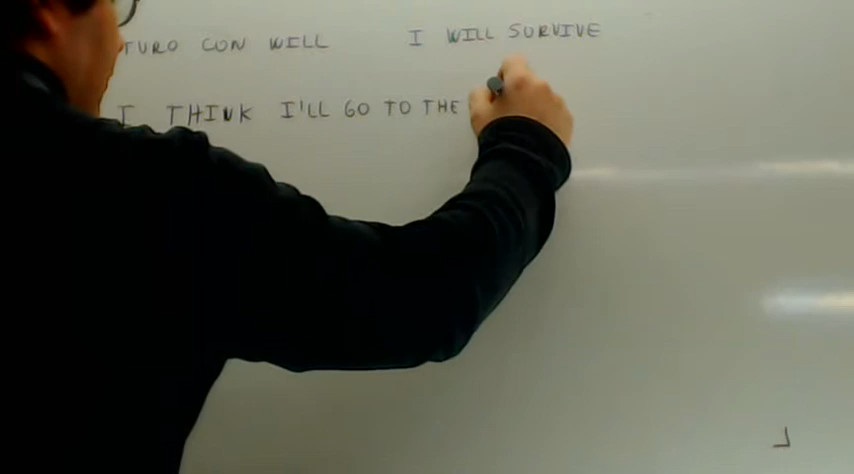 TURO CON WILL I WILL SURVIVE
I THINK I'LL GO TO THE